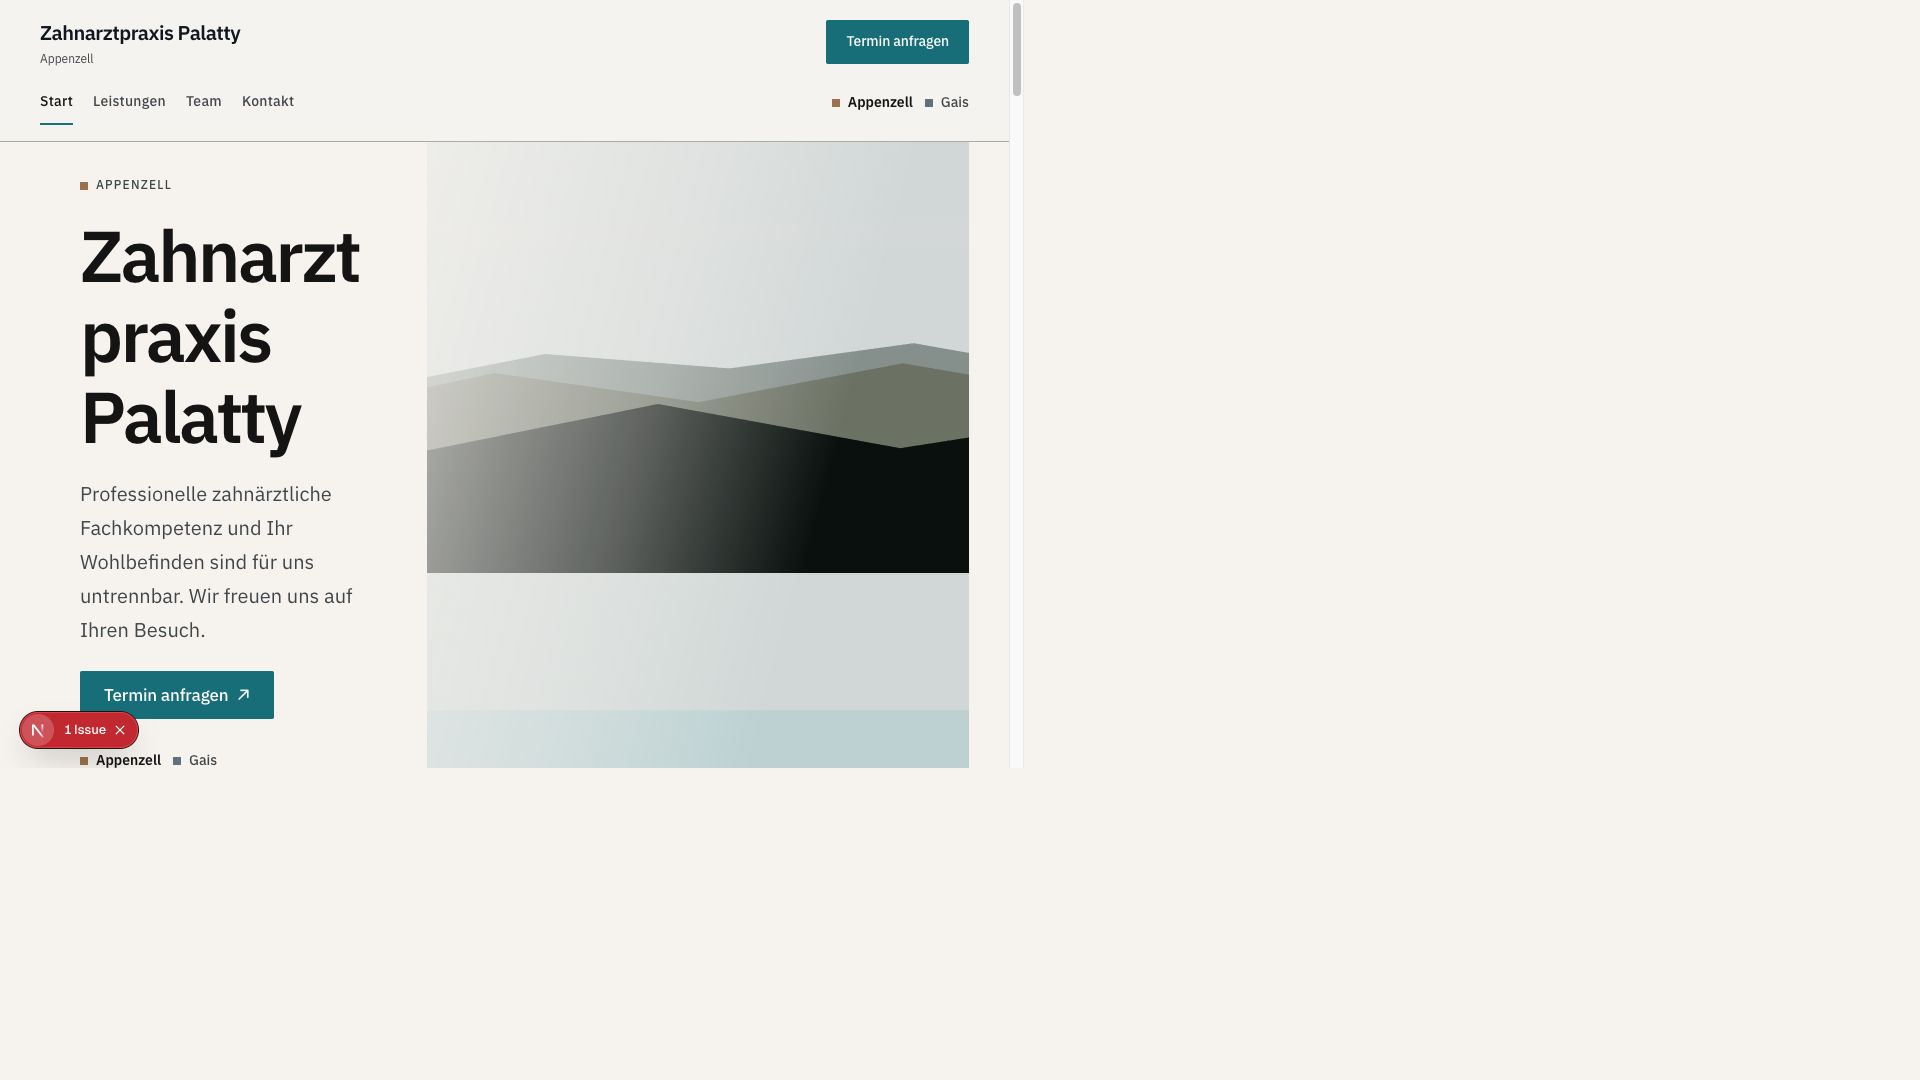 Zahnarztpraxis Palatty
Appenzell
Termin anfragen
Start Leistungen Team Kontakt
Appenzell Gais
APPENZELL
Zahnarzt
praxis
Palatty
Professionelle zahnärztliche
Fachkompetenz und Ihr
Wohlbefinden sind für uns
untrennbar. Wir freuen uns auf
Ihren Besuch.
Termin anfragen
N 1 Issue
Appenzell Gais